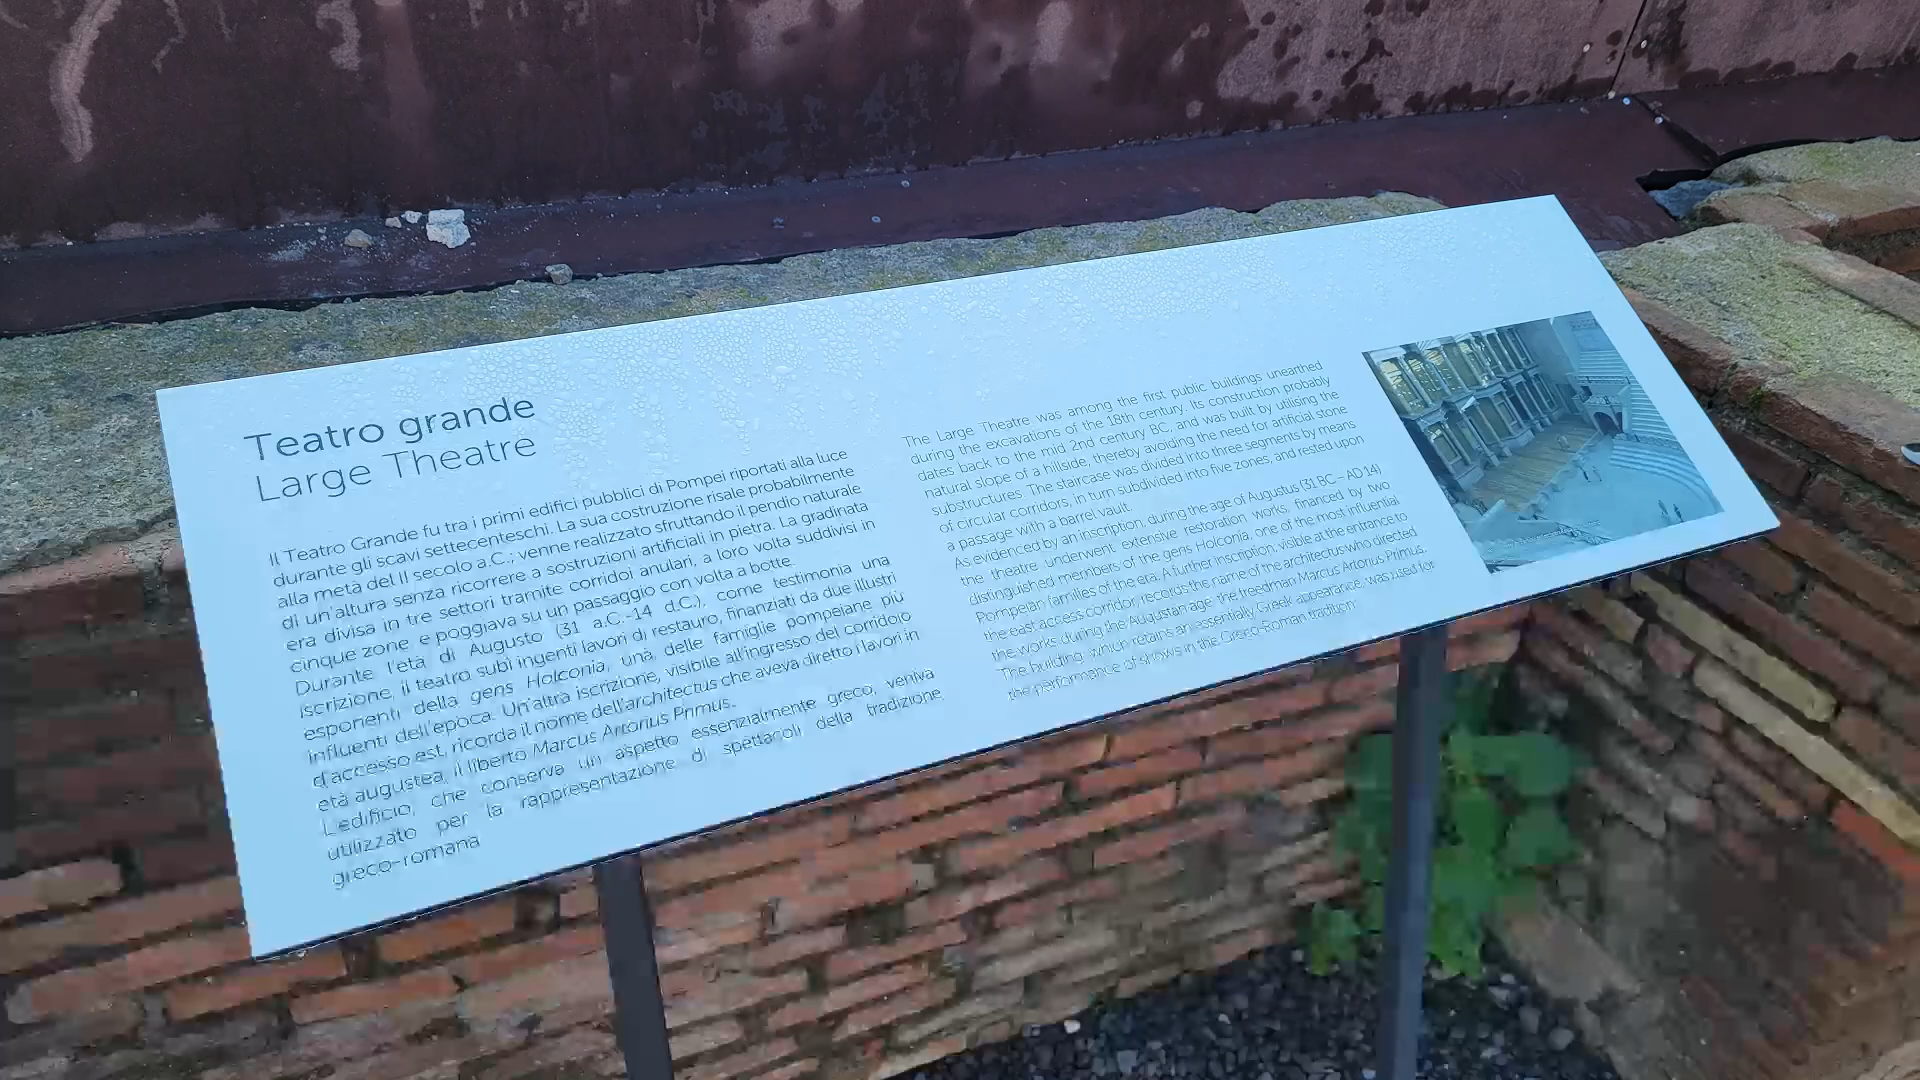 Teatro grande
Large Theatre
Il Teatro Grande fu tra i primi edifici pubblici di Pompei riportati alla luce
durante gli scavi settecenteschi. La sua costruzione risale probabilmente
alla metà del II secolo a.C.; venne realizzato sfruttando il pendio naturale
di un'altura senza ricorrere a sostruzioni artificiali in pietra. La gradinata
era divisa in tre settori tramite corridoi anulari, a loro volta suddivisi in
cinque zone e poggiava su un passaggio con volta a botte.
Durante l'età di Augusto (31 a.C.-14 d.C.), come testimonia una
iscrizione, il teatro subì ingenti lavori di restauro, finanziati da due illustri
esponenti della gens Holconia, una delle famiglie pompeiane più
influenti dell'epoca. Un'altra iscrizione, visibile all'ingresso del corridoio
d'accesso est, ricorda il nome dell'architectus che aveva diretto i lavori in
età augustea, il liberto Marcus Artorius Primus.
L'edificio, che conserva un aspetto essenzialmente greco, veniva
utilizzato per la rappresentazione di spettacoli della tradizione
greco-romana
The Large Theatre was among the first public buildings unearthed
during the excavations of the 18th century. Its construction probably
dates back to the mid 2nd century BC, and was built by utilising the
natural slope of a hillside, thereby avoiding the need for artificial stone
substructures. The staircase was divided into three segments by means
of circular corridors, in turn subdivided into five zones, and rested upon
a passage with a barrel vault.
As evidenced by an inscription, during the age of Augustus (31 BC – AD 14)
the theatre underwent extensive restoration works, financed by two
distinguished members of the gens Holconia, one of the most influential
Pompeian families of the era. A further inscription, visible at the entrance to
the east access corridor, records the name of the architectus who directed
the works during the Augustan age: the freedman Marcus Artorius Primus.
The building, which retains an essentially Greek appearance, was used for
the performance of shows in the Greco-Roman tradition.